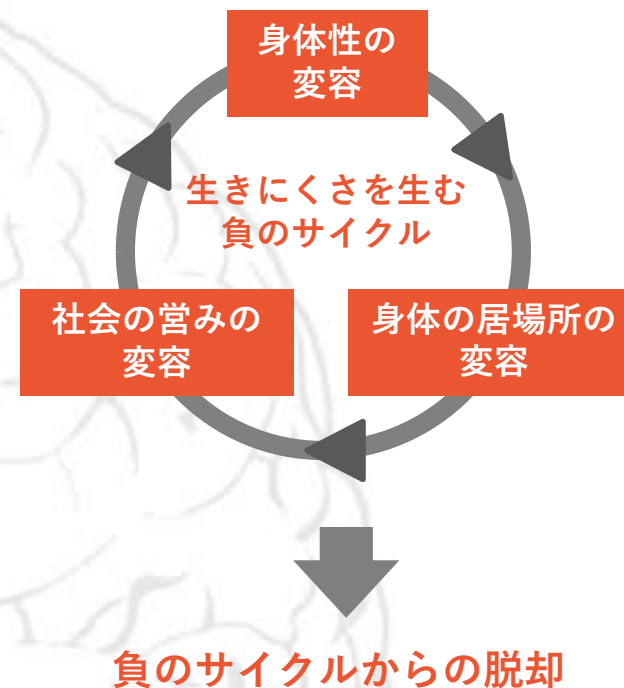 身体性の
変容
生きにくさを生む
負のサイクル
社会の営みの
変容
身体の居場所の
変容
負のサイクルからの脱却